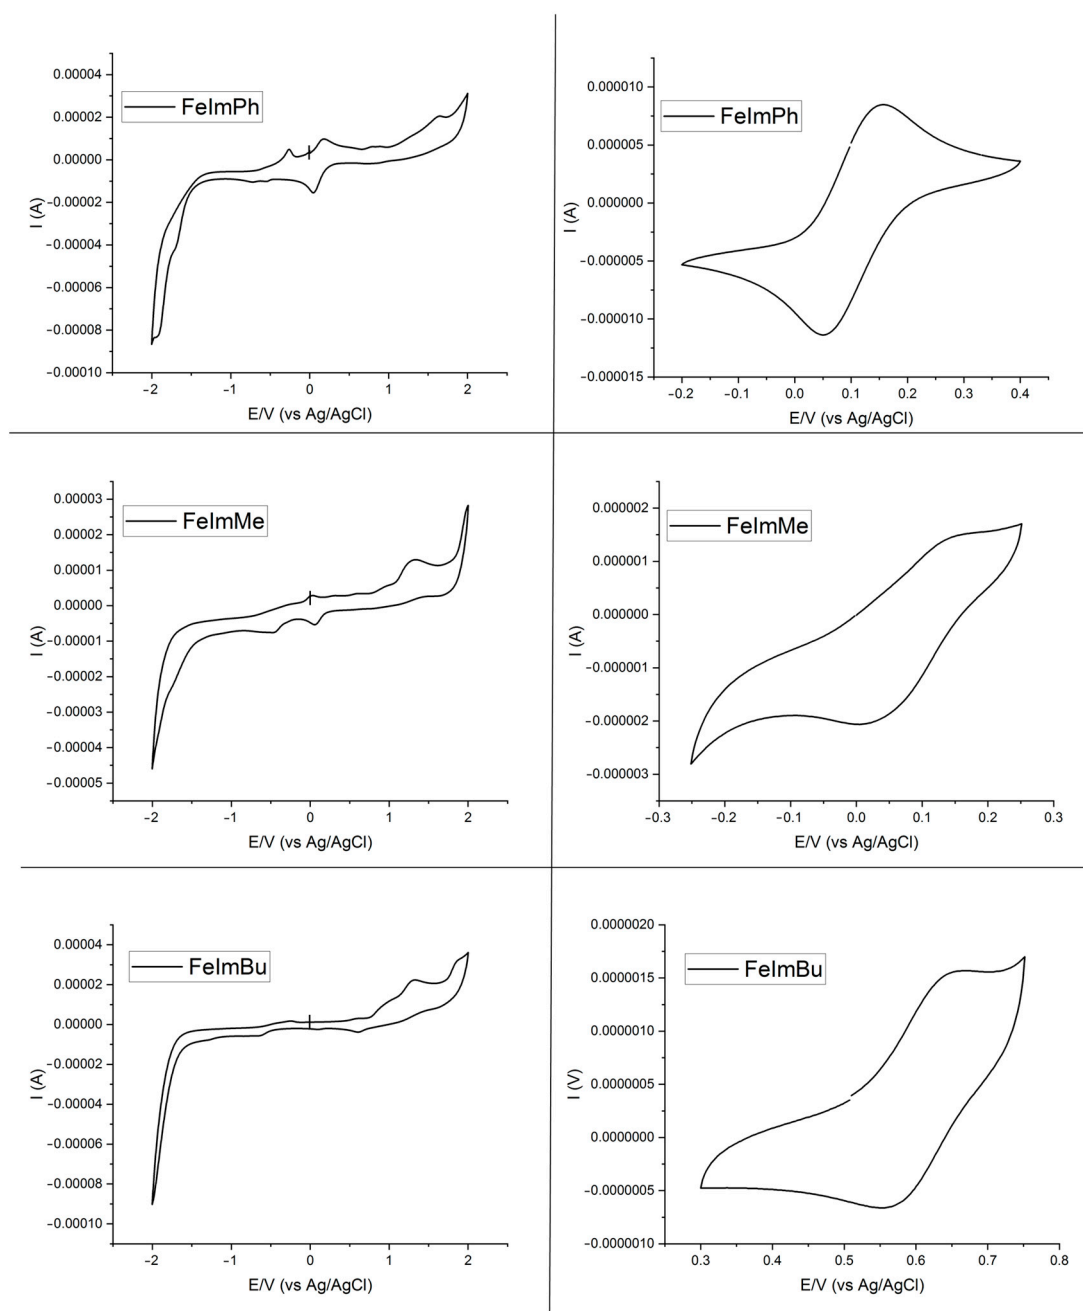 FeImPh
0.00004
0.00002
0.00000
−0.00002
−0.00004
−0.00006
−0.00008
−0.00010
I (A)
−2 −1 0 1 2
E/V (vs Ag/AgCl)
FeImPh
0.000010
0.000005
0.000000
−0.000005
−0.000010
−0.000015
I (A)
−0.2 −0.1 0.0 0.1 0.2 0.3 0.4
E/V (vs Ag/AgCl)
FeImMe
0.00003
0.00002
0.00001
0.00000
−0.00001
−0.00002
−0.00003
−0.00004
−0.00005
I (A)
−2 −1 0 1 2
E/V (vs Ag/AgCl)
FeImMe
0.000002
0.000001
0.000000
−0.000001
−0.000002
−0.000003
I (A)
−0.3 −0.2 −0.1 0.0 0.1 0.2 0.3
E/V (vs Ag/AgCl)
FeImBu
0.00004
0.00002
0.00000
−0.00002
−0.00004
−0.00006
−0.00008
−0.00010
I (A)
−2 −1 0 1 2
E/V (vs Ag/AgCl)
FeImBu
0.0000020
0.0000015
0.0000010
0.0000005
0.0000000
−0.0000005
−0.0000010
I (V)
0.3 0.4 0.5 0.6 0.7 0.8
E/V (vs Ag/AgCl)